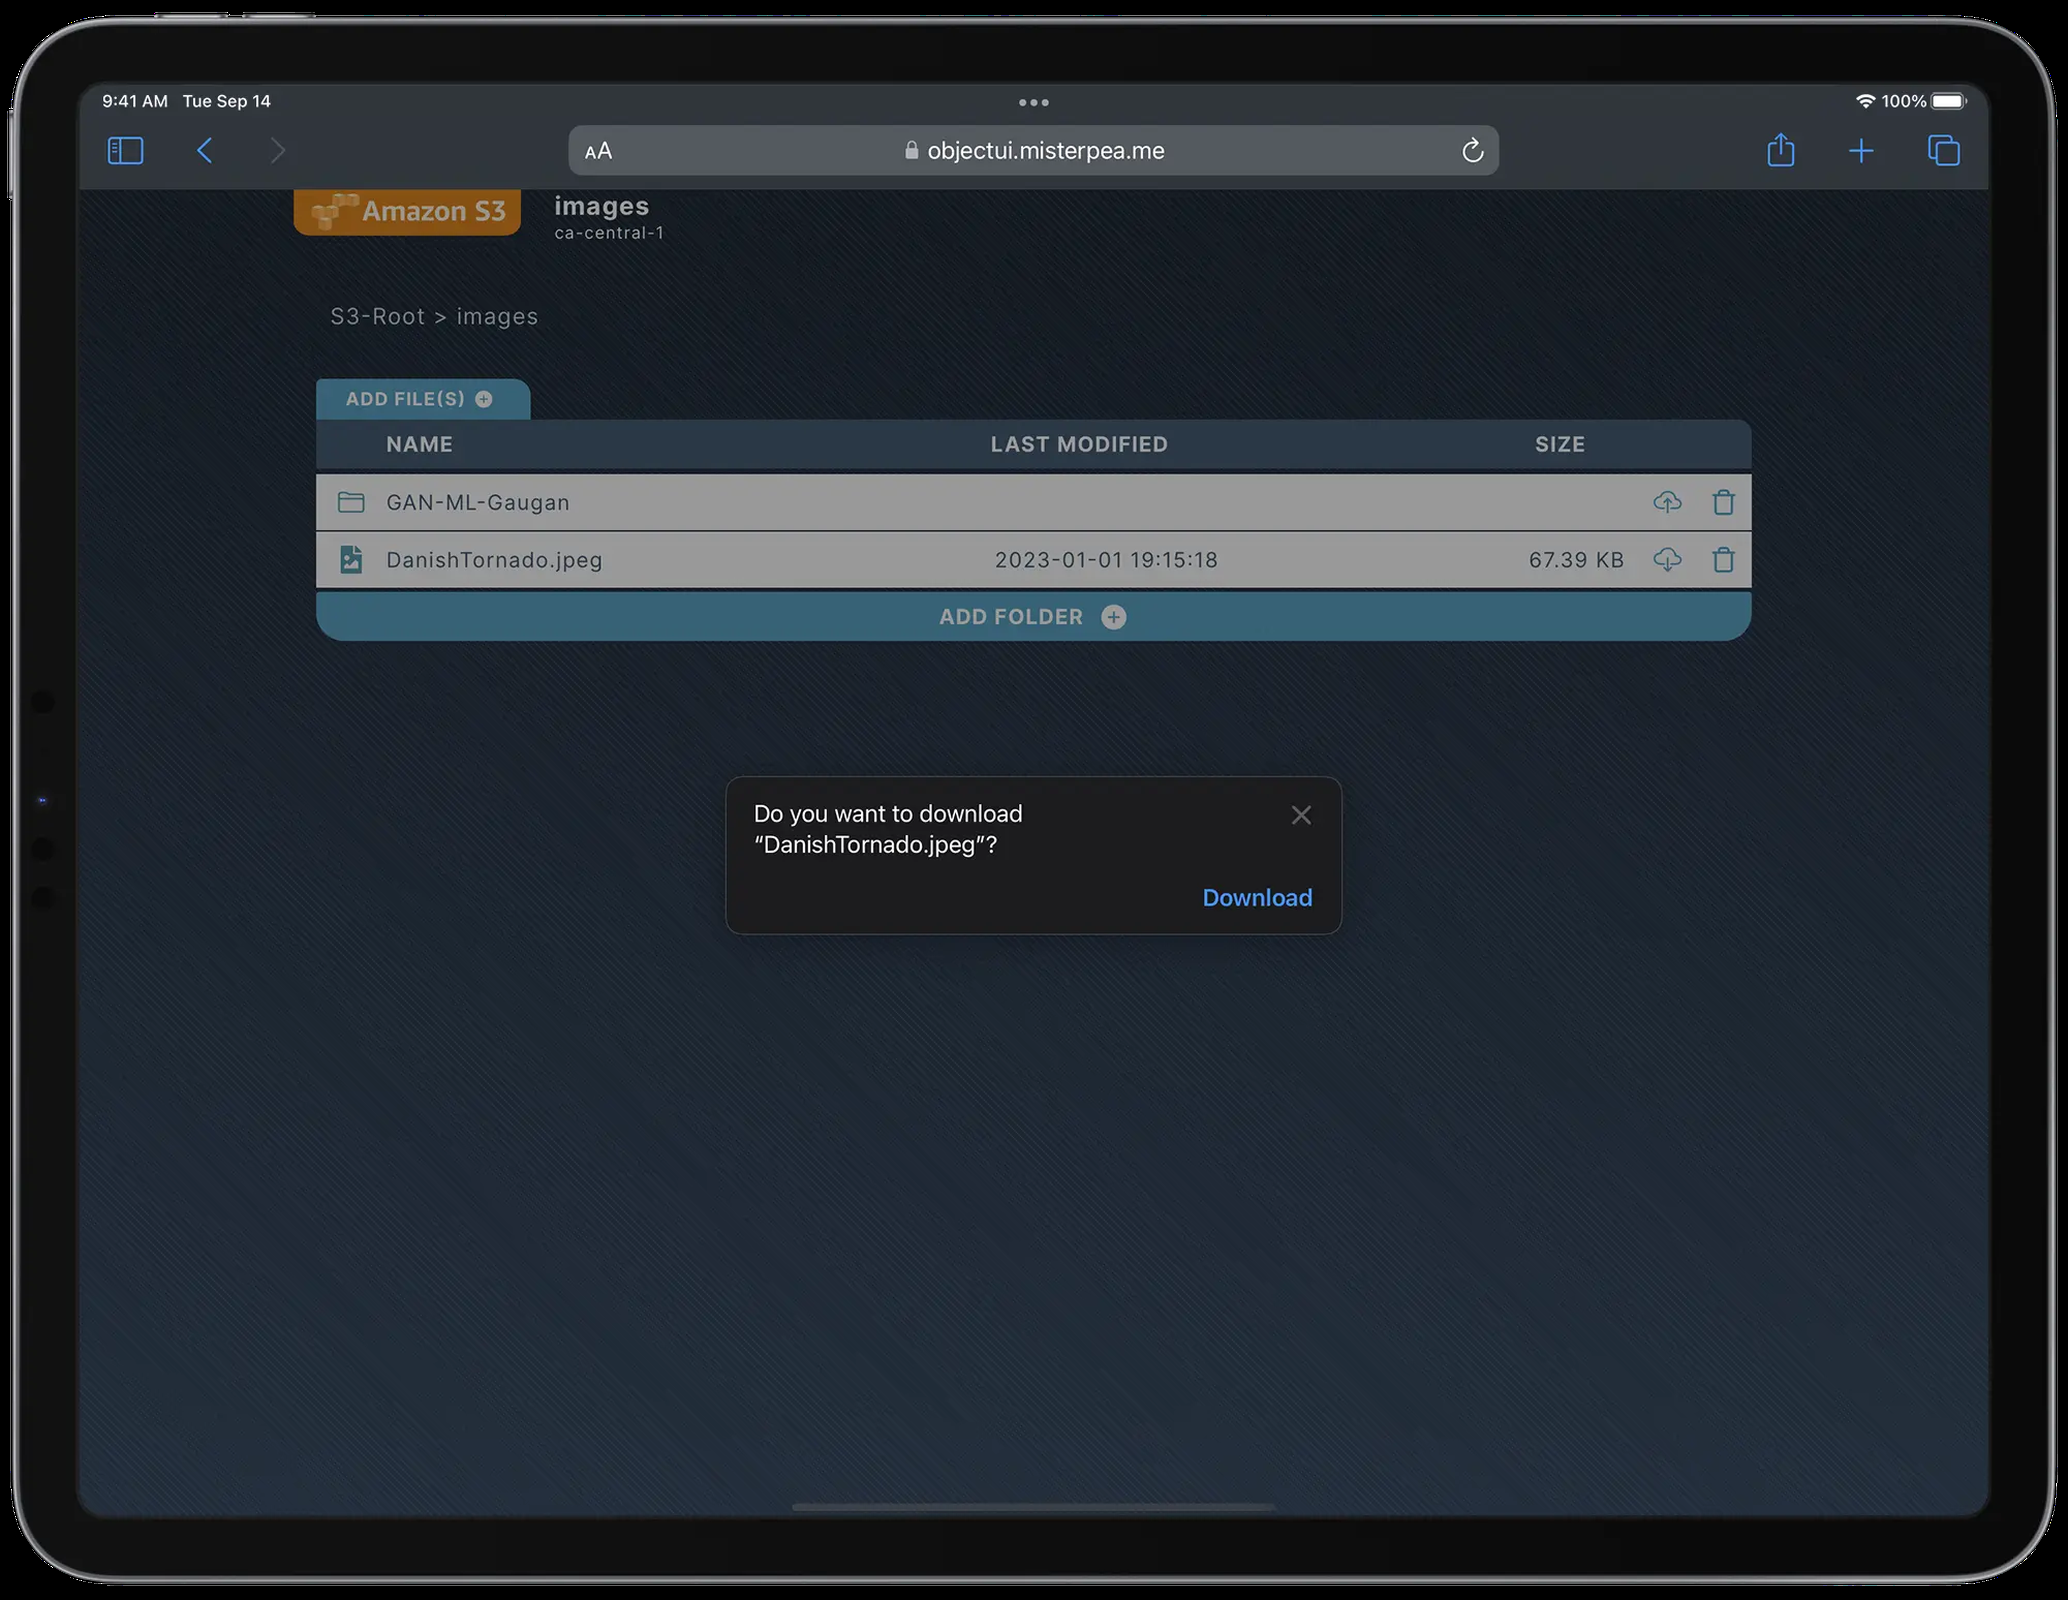 9:41 AM Tue Sep 14
100%
AA
objectui.misterpea.me
Amazon S3
images
ca-central-1
S3-Root > images
ADD FILE(S)
NAME LAST MODIFIED SIZE
GAN-ML-Gaugan
DanishTornado.jpeg 2023-01-01 19:15:18 67.39 KB
ADD FOLDER
Do you want to download
“DanishTornado.jpeg”?
Download